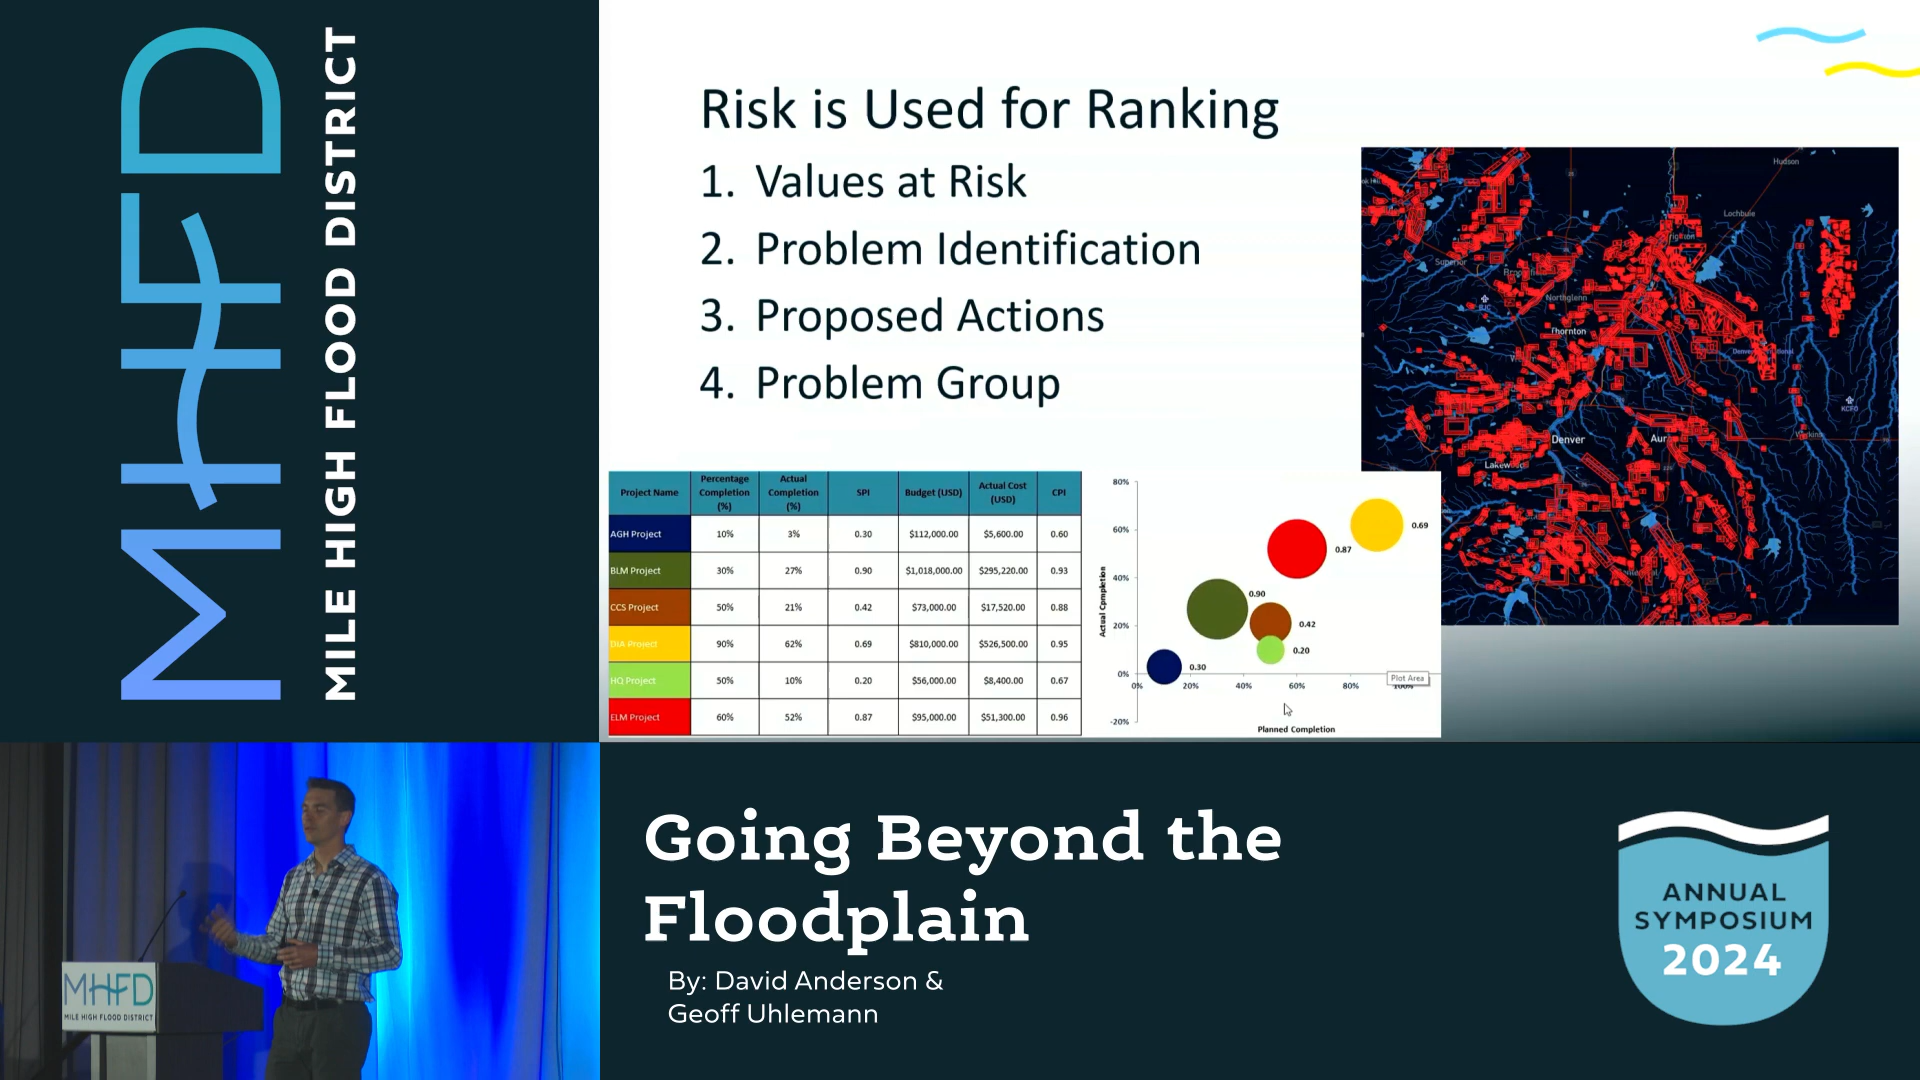 MHFD
MILE HIGH FLOOD DISTRICT
Risk is Used for Ranking
1. Values at Risk
2. Problem Identification
3. Proposed Actions
4. Problem Group
Hudson
Lochbuie
Superior
Northglenn
Thornton
Denver
Aur
KCFO
Project Name Percentage Completion (%) Actual Completion (%) SPI Budget (USD) Actual Cost (USD) CPI
AGH Project 10% 3% 0.30 $112,000.00 $5,600.00 0.60
BLM Project 30% 27% 0.90 $1,018,000.00 $295,220.00 0.93
CCS Project 50% 21% 0.42 $73,000.00 $17,520.00 0.88
DIA Project 90% 62% 0.69 $810,000.00 $526,500.00 0.95
HQ Project 50% 10% 0.20 $56,000.00 $8,400.00 0.67
ELM Project 60% 52% 0.87 $95,000.00 $51,300.00 0.96
80%
60%
40%
20%
0%
-20%
Actual Completion
0.69
0.87
0.90
0.42
0.20
0.30
Plot Area
0% 20% 40% 60% 80% 100%
Planned Completion
MHFD
MILE HIGH FLOOD DISTRICT
Going Beyond the
Floodplain
By: David Anderson &
Geoff Uhlemann
ANNUAL
SYMPOSIUM
2024